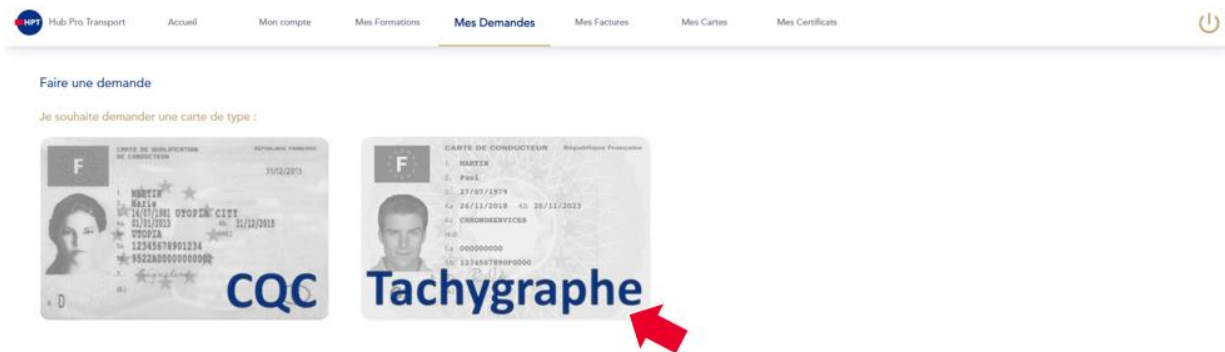 HPT Hub Pro Transport Accueil Mon compte Mes Formations Mes Demandes Mes Factures Mes Cartes Mes Certificats
Faire une demande
Je souhaite demander une carte de type :
CARTE DE QUALIFICATION RÉPUBLIQUE FRANÇAISE
DE CONDUCTEUR
F
31/12/2015
1. MARTIN
2. Marie
3. 14/07/1981 UTOPIA CITY
4a. 01/01/2013 4b. 31/12/2015
UTOPIA
5a. 12345678901234
7.
9. D
CQC
CARTE DE CONDUCTEUR République Française
F
1. MARTIN
2. Paul
3. 27/07/1979
4a 26/11/2018 4b 25/11/2023
4c CHRONOSERVICES
5a 000000000
5b 1234567890P0000
Tachygraphe